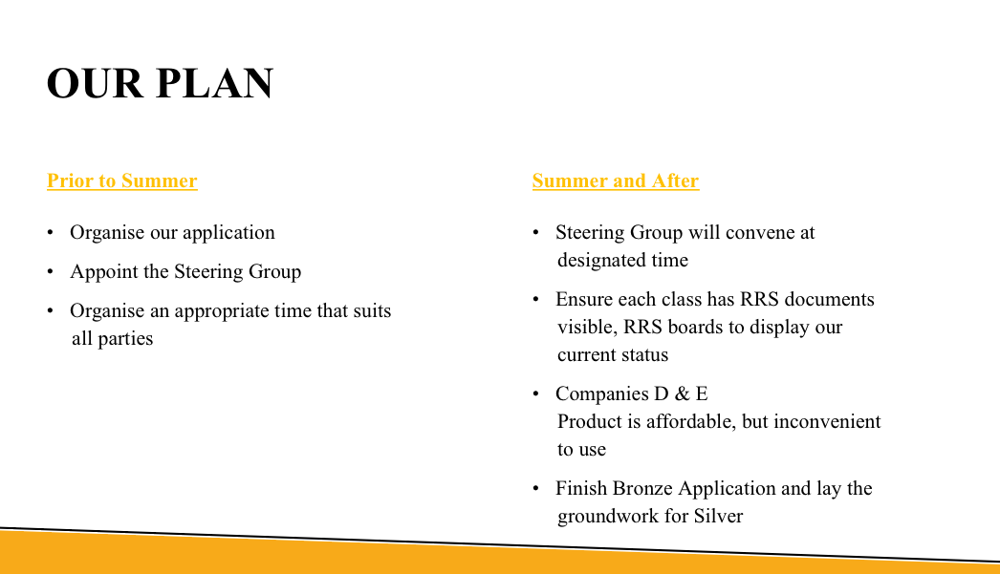 OUR PLAN
Prior to Summer
• Organise our application
• Appoint the Steering Group
• Organise an appropriate time that suits
all parties
Summer and After
• Steering Group will convene at
designated time
• Ensure each class has RRS documents
visible, RRS boards to display our
current status
• Companies D & E
Product is affordable, but inconvenient
to use
• Finish Bronze Application and lay the
groundwork for Silver